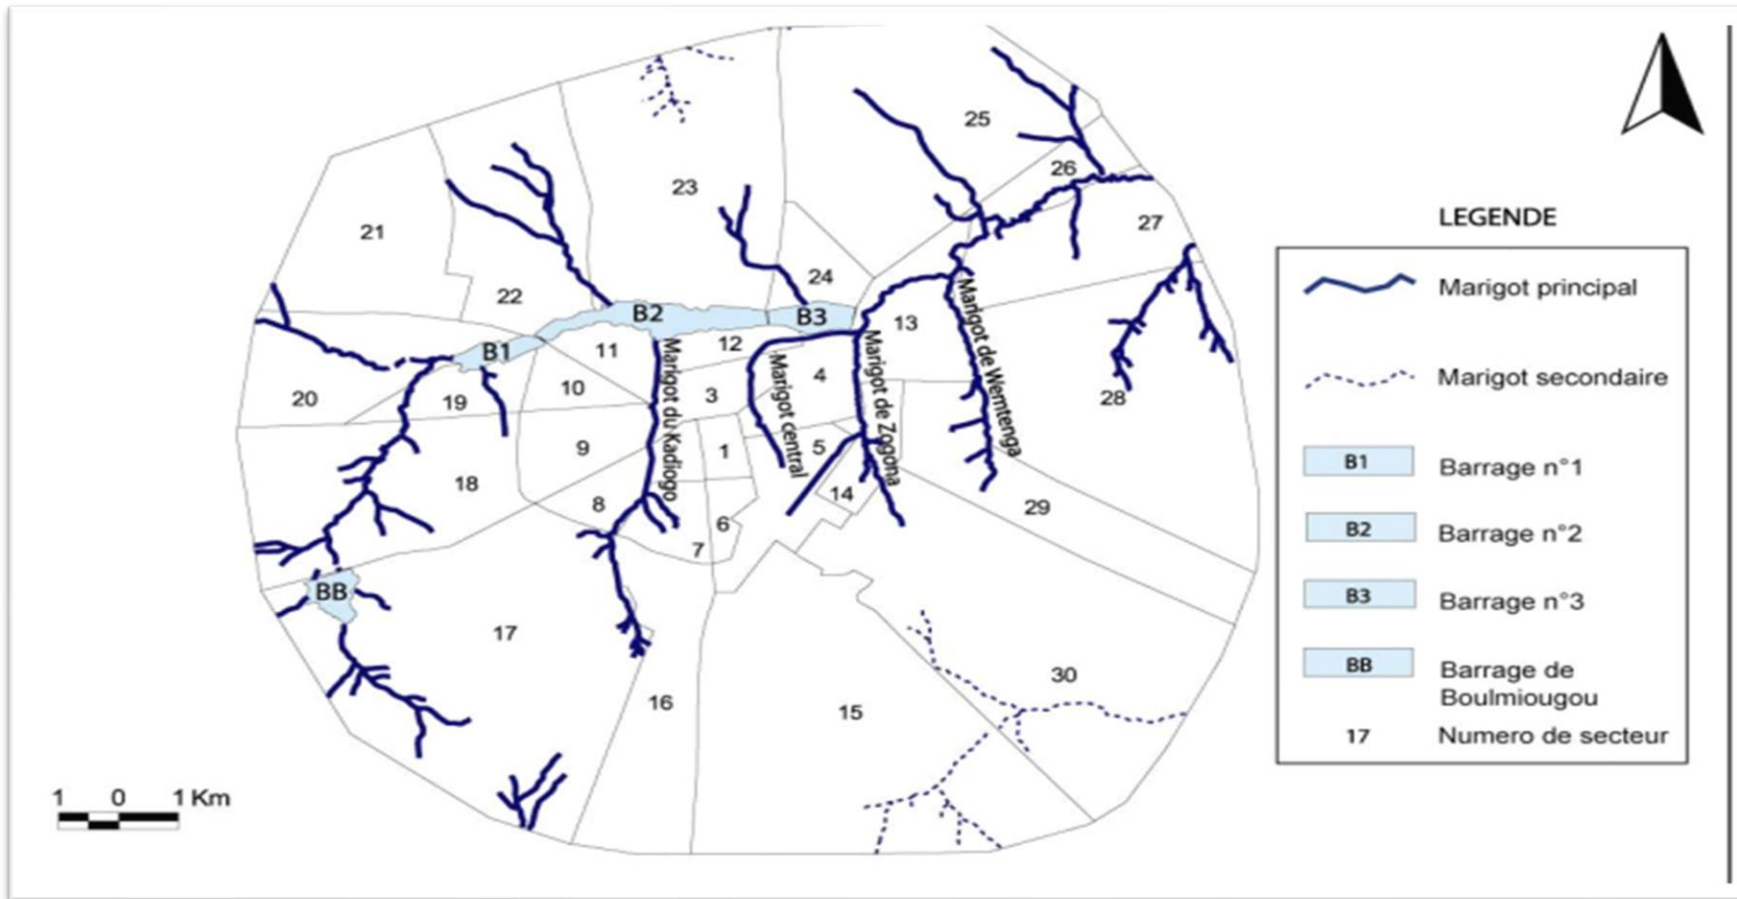 25
26
23
27
21
LEGENDE
24
22
Marigot principal
B2
B3
13
12
11
B1
Marigot du Kadiogo
Marigot central
Marigot de Zogona
Marigot de Wemtenga
4
Marigot secondaire
10
3
28
20
19
9
1
5
B1
Barrage n°1
18
14
8
29
6
B2
Barrage n°2
7
BB
B3
Barrage n°3
17
30
BB
Barrage de
Boulmiougou
16
15
17
Numero de secteur
1 0 1 Km